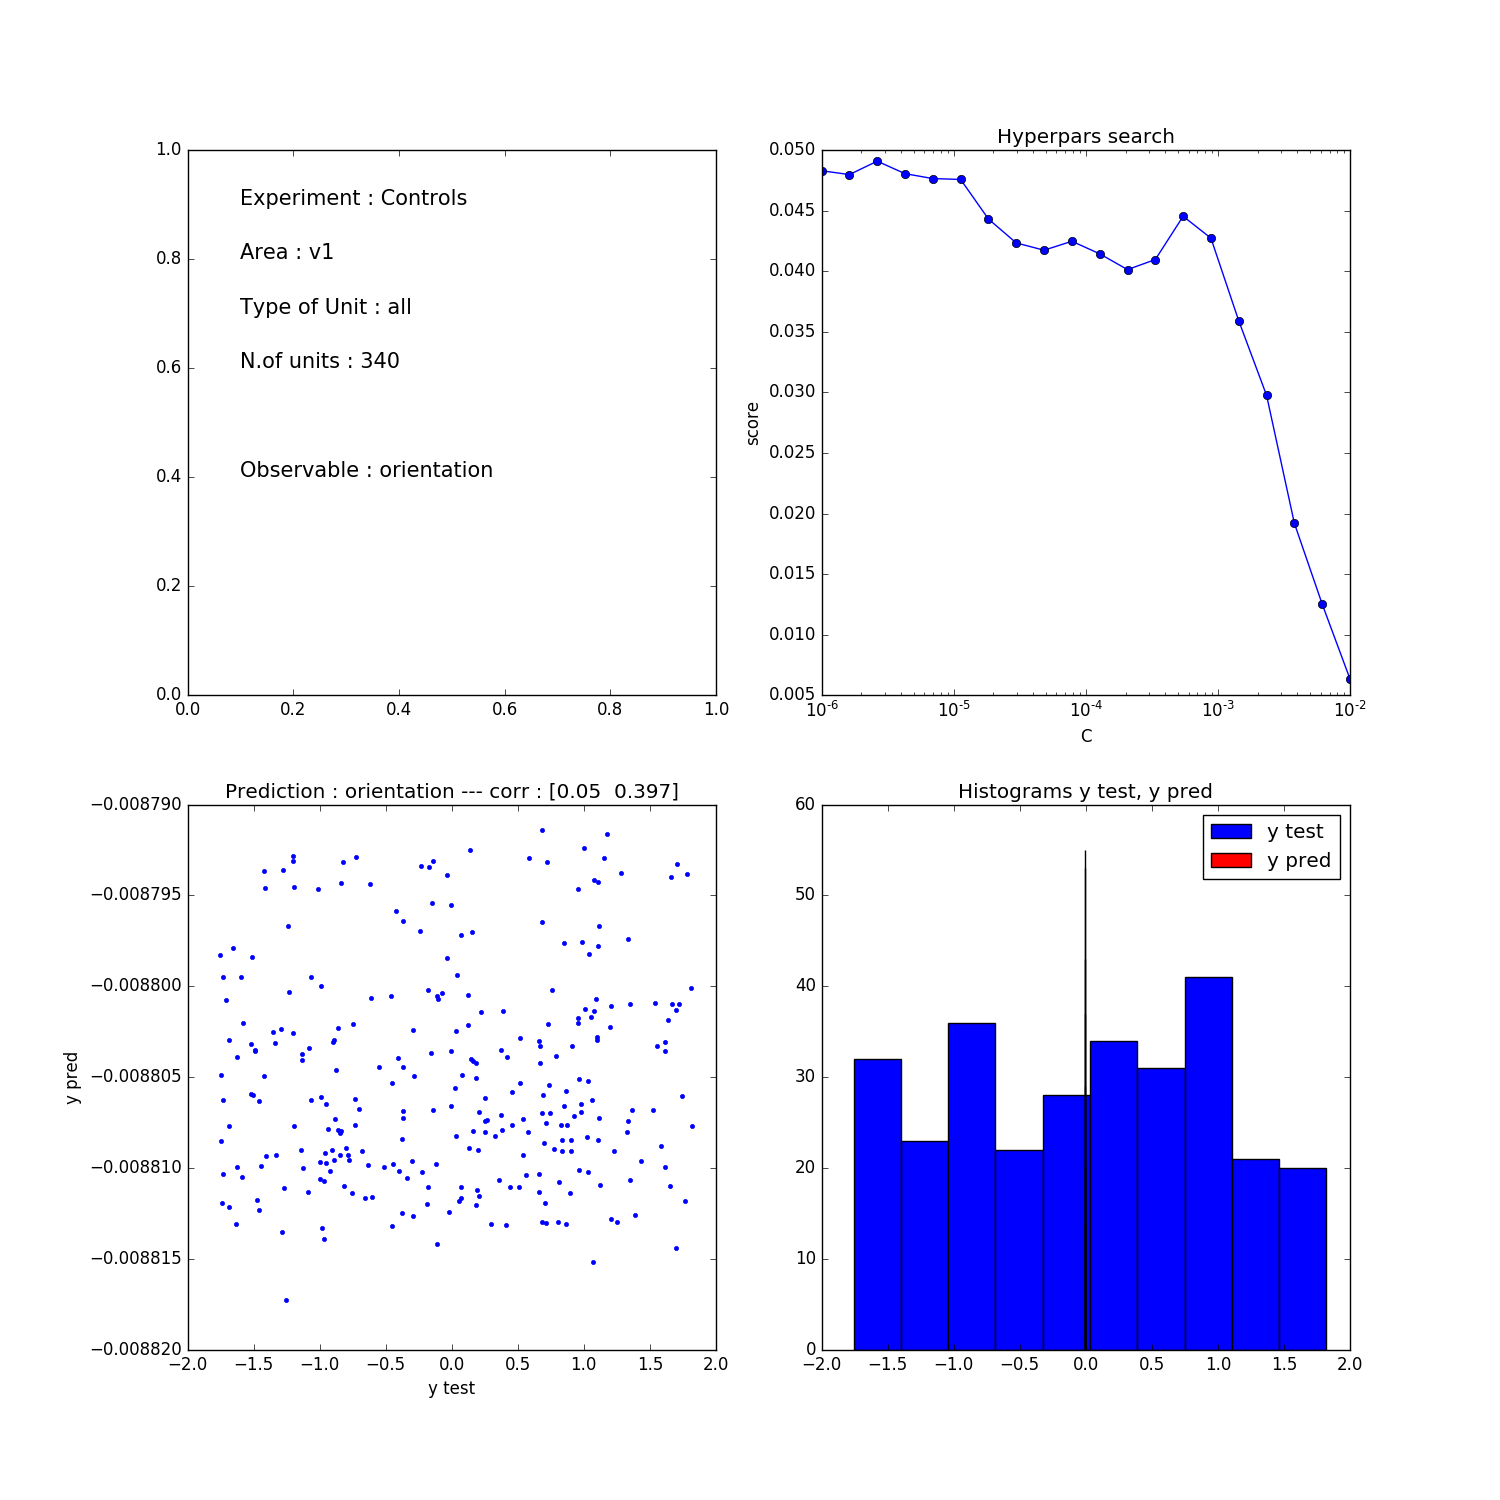 1.0
0.8
0.6
0.4
0.2
0.0
Experiment : Controls
Area : v1
Type of Unit : all
N.of units : 340
Observable : orientation
0.0 0.2 0.4 0.6 0.8 1.0
Hyperpars search
0.050
0.045
0.040
0.035
0.030
0.025
0.020
0.015
0.010
0.005
score
10⁻⁶ 10⁻⁵ 10⁻⁴ 10⁻³ 10⁻²
C
Prediction : orientation --- corr : [0.05 0.397]
−0.008790
−0.008795
−0.008800
−0.008805
−0.008810
−0.008815
−0.008820
y pred
−2.0 −1.5 −1.0 −0.5 0.0 0.5 1.0 1.5 2.0
y test
Histograms y test, y pred
60
50
40
30
20
10
0
y test
y pred
−2.0 −1.5 −1.0 −0.5 0.0 0.5 1.0 1.5 2.0